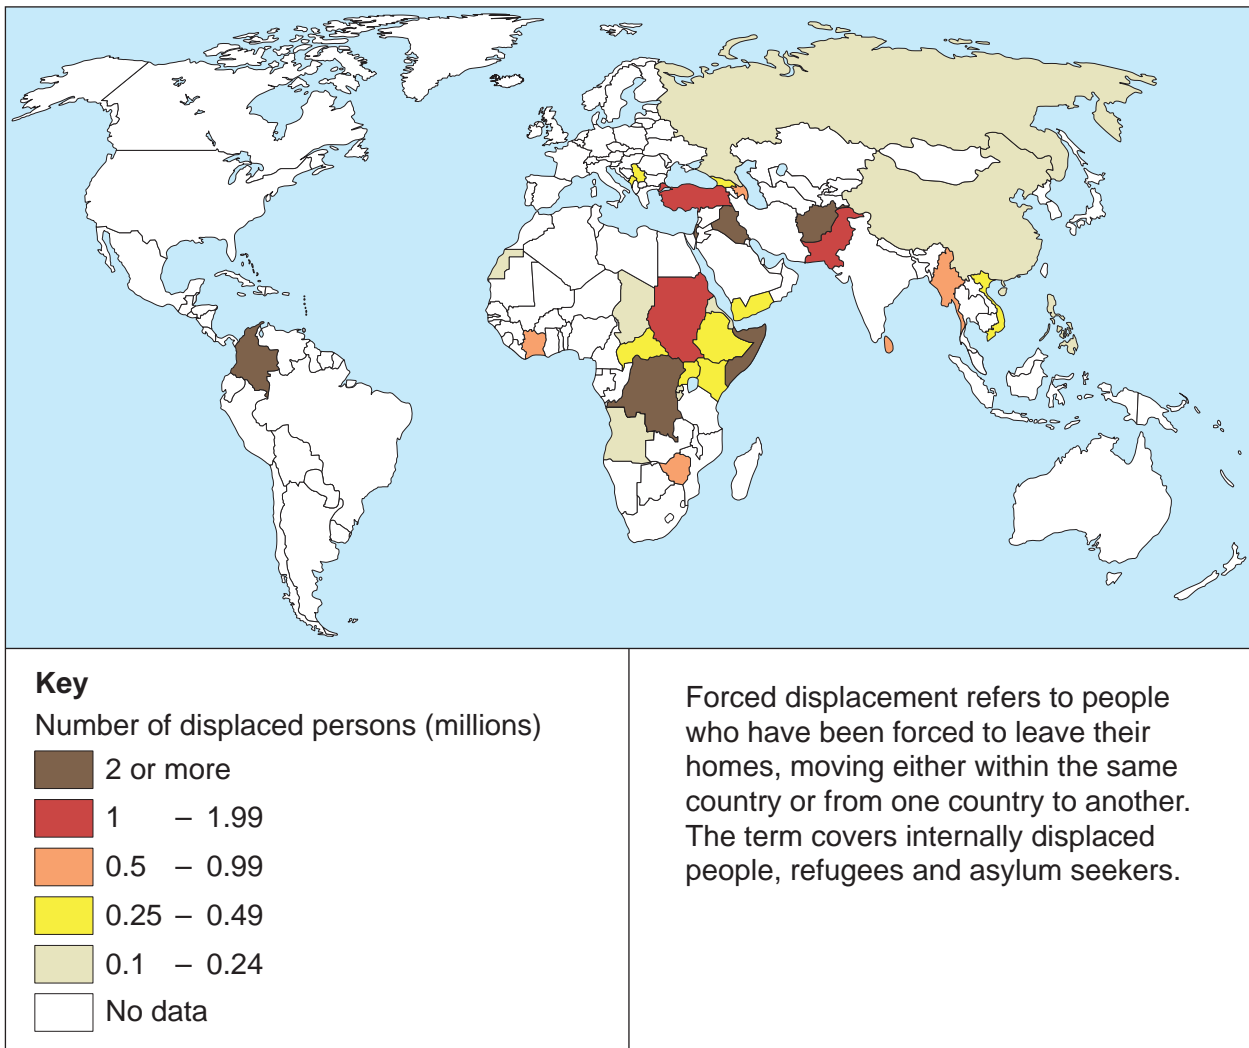 Key
Number of displaced persons (millions)
2 or more
1 – 1.99
0.5 – 0.99
0.25 – 0.49
0.1 – 0.24
No data
Forced displacement refers to people
who have been forced to leave their
homes, moving either within the same
country or from one country to another.
The term covers internally displaced
people, refugees and asylum seekers.